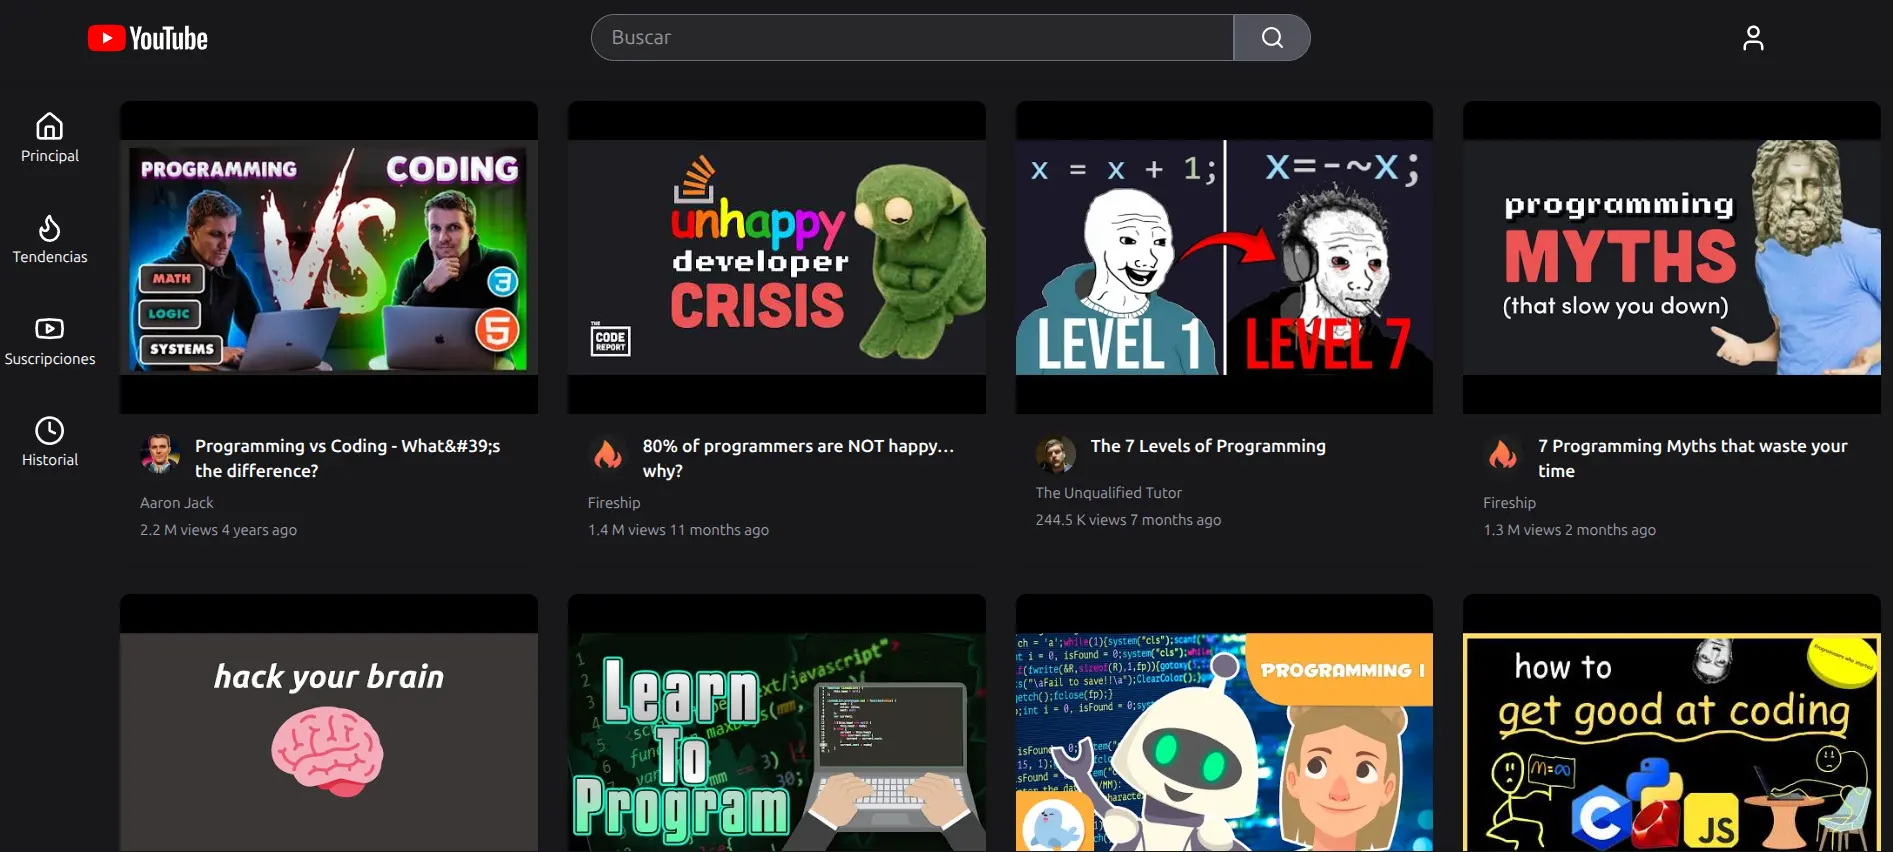 YouTube
Buscar
Principal
Tendencias
Suscripciones
Historial
PROGRAMMING
VS
CODING
MATH
LOGIC
SYSTEMS
3
5
Programming vs Coding - What&#39;s
the difference?
Aaron Jack
2.2 M views 4 years ago
unhappy
developer
CRISIS
THE
CODE
REPORT
80% of programmers are NOT happy…
why?
Fireship
1.4 M views 11 months ago
x = x + 1;
x=-~x;
LEVEL 1
LEVEL 7
The 7 Levels of Programming
The Unqualified Tutor
244.5 K views 7 months ago
programming
MYTHS
(that slow you down)
7 Programming Myths that waste your
time
Fireship
1.3 M views 2 months ago
hack your brain
Learn
To
Program
PROGRAMMING I
how to
get good at coding
M=∞
C
JS